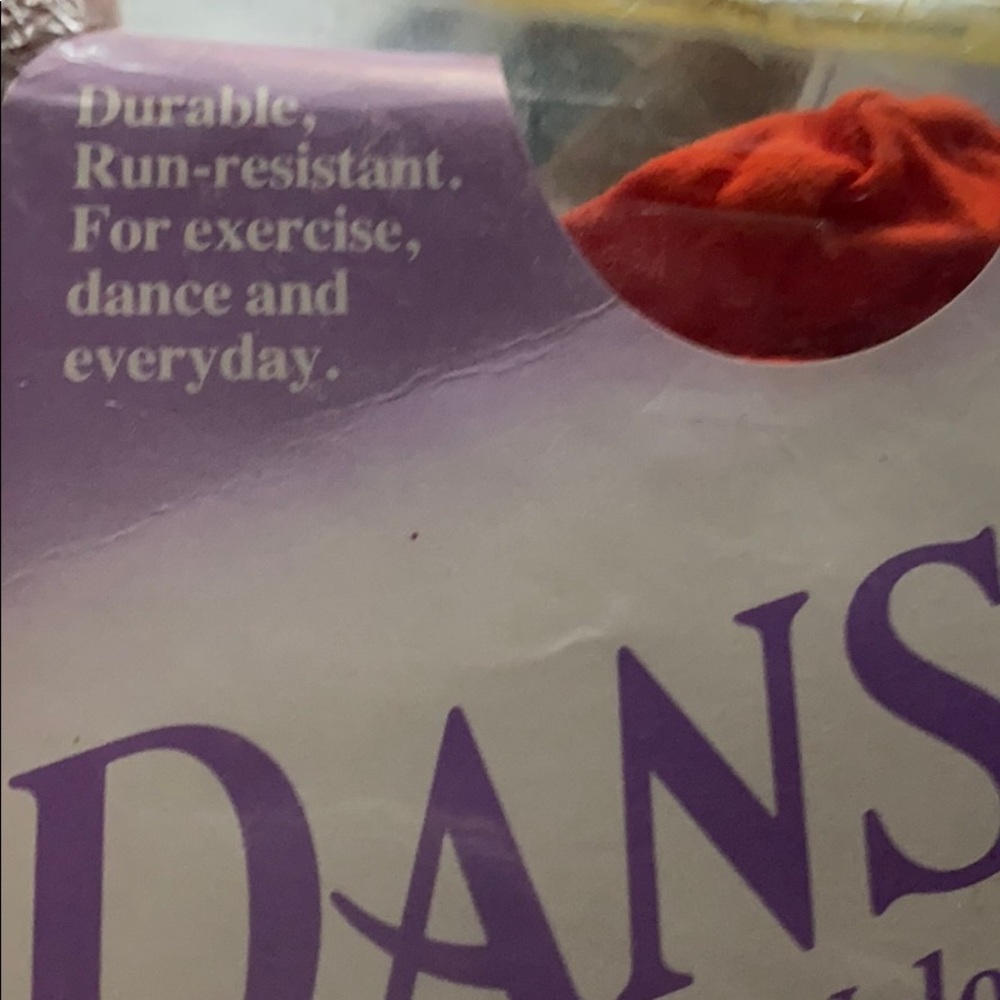 Durable,
Run-resistant.
For exercise,
dance and
everyday.
DANS